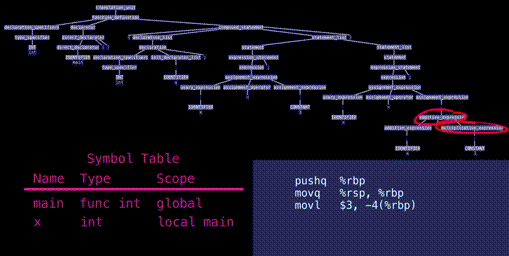 translation_unit
function_definition
compound_statement
declaration_specifiers
declarator
declaration_list
statement_list
type_specifier
direct_declarator
declaration
statement
statement_list
INT
int
direct_declarator
(
)
declaration_specifiers
init_declarator_list
;
expression_statement
statement
IDENTIFIER
main
type_specifier
expression
;
expression_statement
INT
int
IDENTIFIER
x
assignment_expression
expression
;
unary_expression
assignment_operator
assignment_expression
assignment_expression
IDENTIFIER
x
=
CONSTANT
3
unary_expression
assignment_operator
assignment_expression
IDENTIFIER
x
=
additive_expression
additive_expression
multiplicative_expression
IDENTIFIER
x
CONSTANT
Symbol Table
Name Type Scope
main func int global
x int local main
pushq %rbp
movq %rsp, %rbp
movl $3, -4(%rbp)